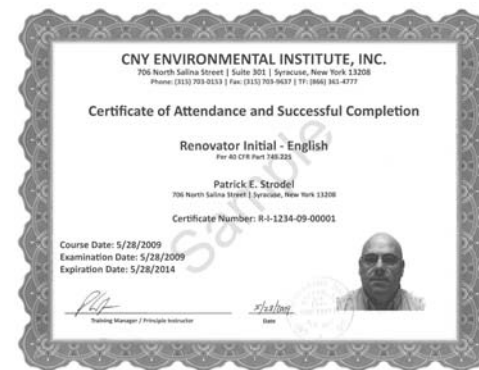 CNY ENVIRONMENTAL INSTITUTE, INC.
706 North Salina Street | Suite 301 | Syracuse, New York 13208
Phone: (315) 703-0153 | Fax: (315) 703-9637 | TF: (866) 361-4777
Certificate of Attendance and Successful Completion
Renovator Initial - English
Per 40 CFR Part 745.225
Patrick E. Strodel
706 North Salina Street | Syracuse, New York 13208
Certificate Number: R-I-1234-09-00001
Sample
Course Date: 5/28/2009
Examination Date: 5/28/2009
Expiration Date: 5/28/2014
Training Manager / Principle Instructor
Date